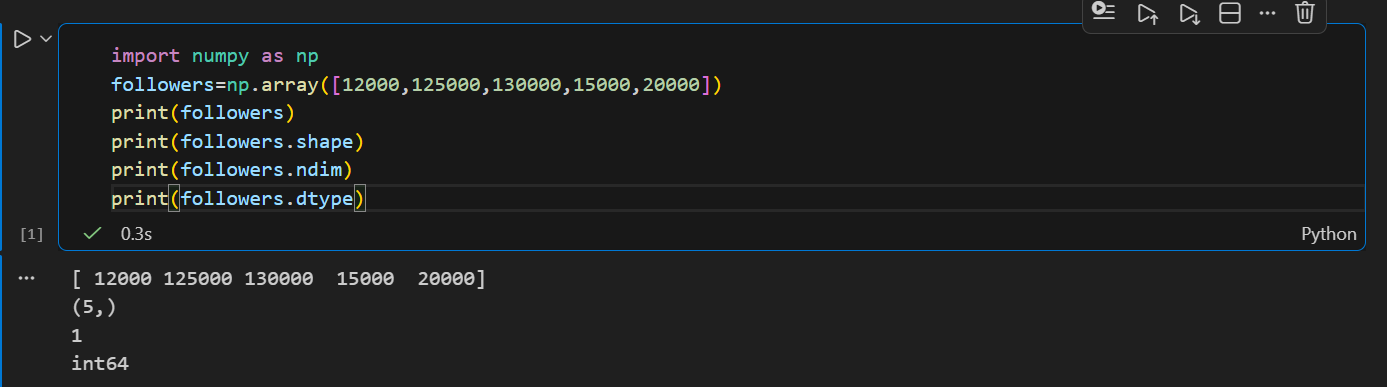 import numpy as np
followers=np.array([12000,125000,130000,15000,20000])
print(followers)
print(followers.shape)
print(followers.ndim)
print(followers.dtype)
[1]
0.3s
Python
[ 12000 125000 130000  15000  20000]
(5,)
1
int64